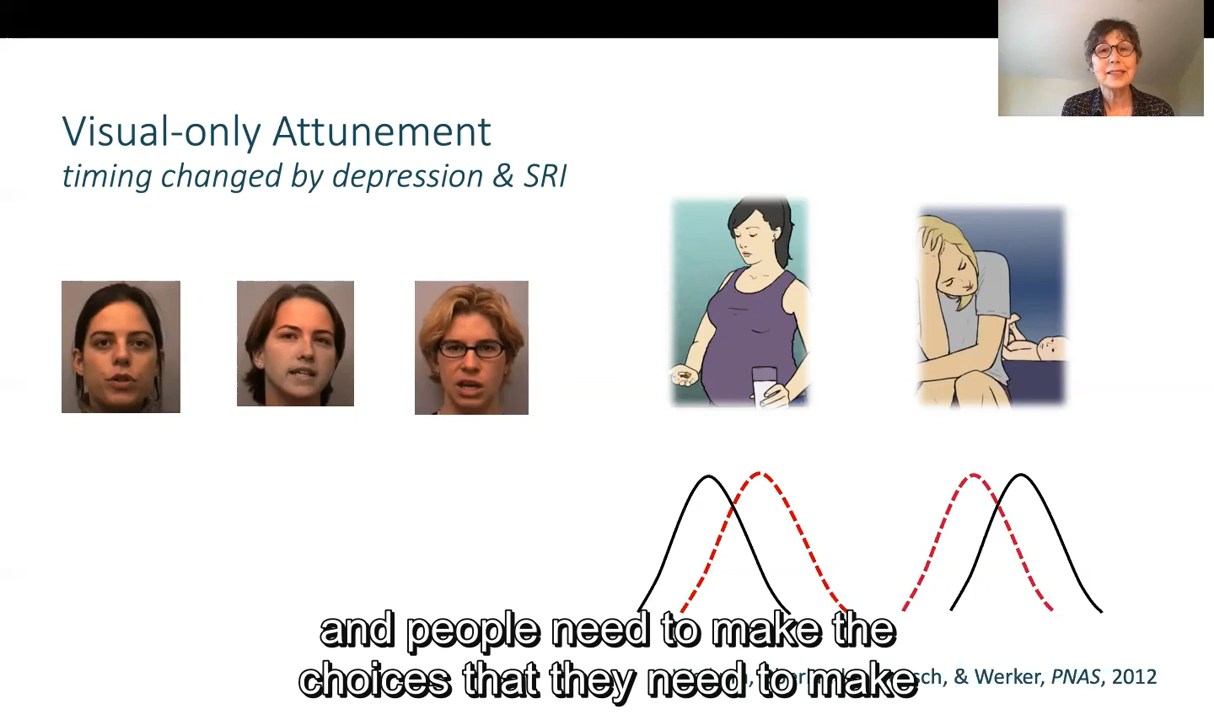 Visual-only Attunement
timing changed by depression & SRI
and people need to make the
choices that they need to make
& Werker, PNAS, 2012